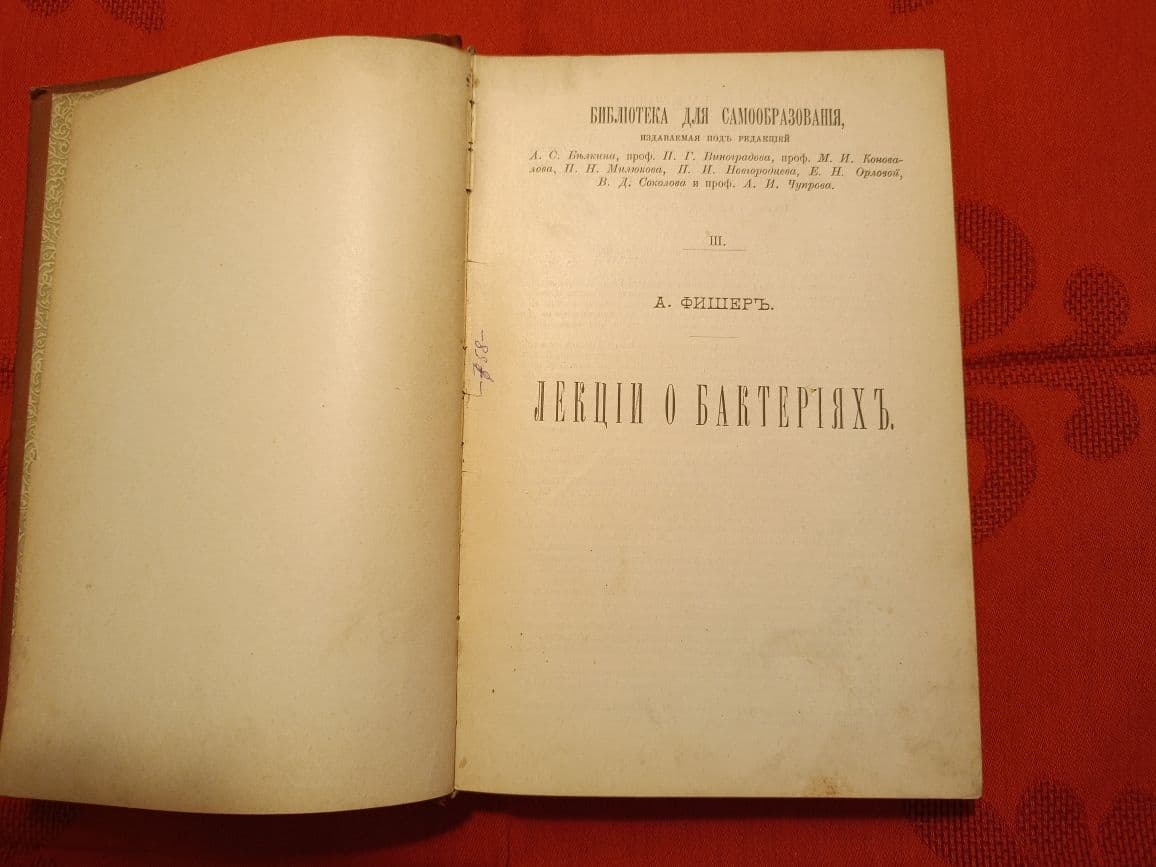 БИБЛІОТЕКА ДЛЯ САМООБРАЗОВАНІЯ,
ИЗДАВАЕМАЯ ПОДЪ РЕДАКЦІЕЙ
А. С. Бѣлкина, проф. П. Г. Виноградова, проф. М. И. Конова-
лова, П. Н. Милюкова, П. И. Новгородцева, Е. Н. Орловой,
В. Д. Соколова и проф. А. И. Чупрова.
III.
А. ФИШЕРЪ.
ЛЕКЦІИ О БАКТЕРІЯХЪ.